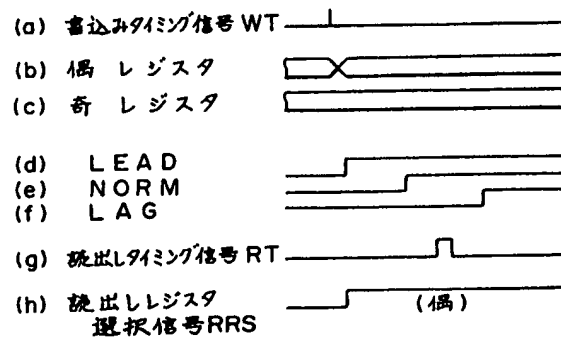 (a) 書込みタイミング信号 WT
(b) 偶 レジスタ
(c) 奇 レジスタ
(d) LEAD
(e) NORM
(f) LAG
(g) 読出しタイミング信号 RT
(h) 読出しレジスタ (偶)
選択信号RRS